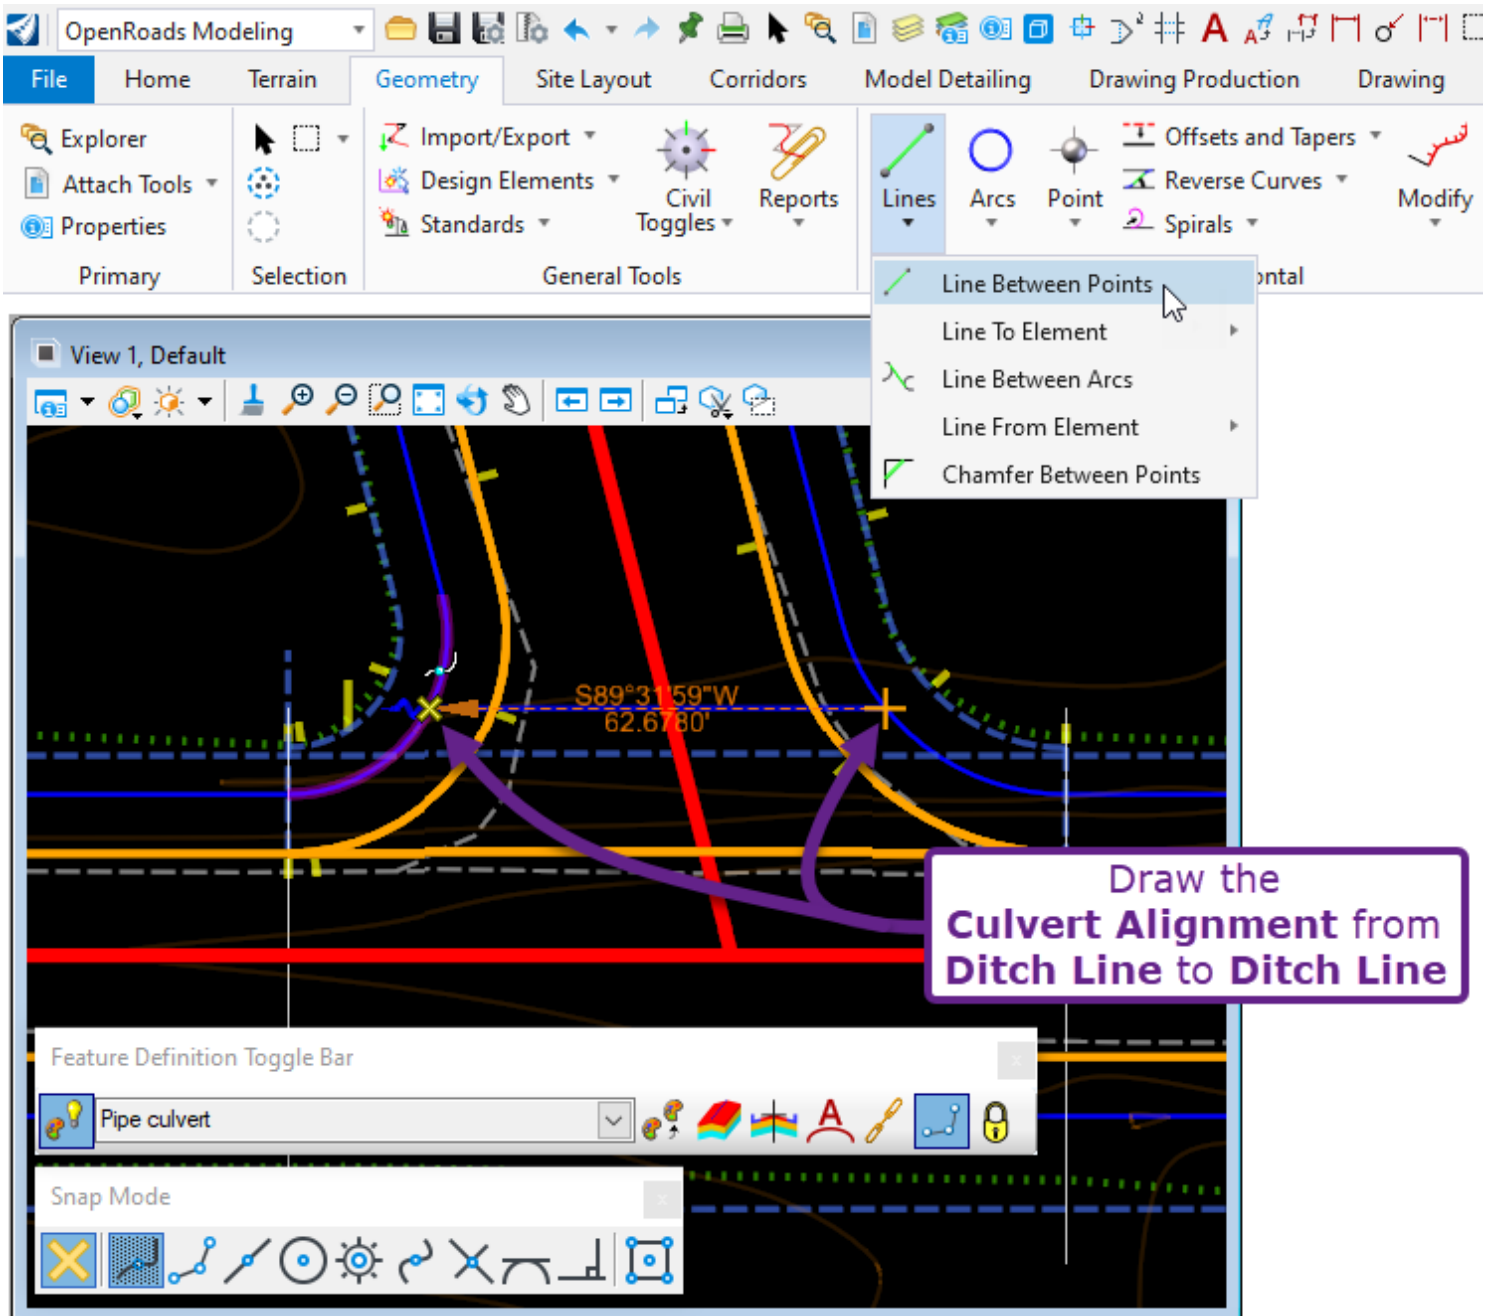 OpenRoads Modeling
File Home Terrain Geometry Site Layout Corridors Model Detailing Drawing Production Drawing
Explorer
Attach Tools
Properties
Primary
Selection
Import/Export
Design Elements
Standards
Civil
Toggles
Reports
General Tools
Lines
Arcs
Point
Offsets and Tapers
Reverse Curves
Spirals
Modify
ontal
Line Between Points
Line To Element
Line Between Arcs
Line From Element
Chamfer Between Points
View 1, Default
S89°31'59"W
62.6780'
Draw the
Culvert Alignment from
Ditch Line to Ditch Line
Feature Definition Toggle Bar
Pipe culvert
Snap Mode